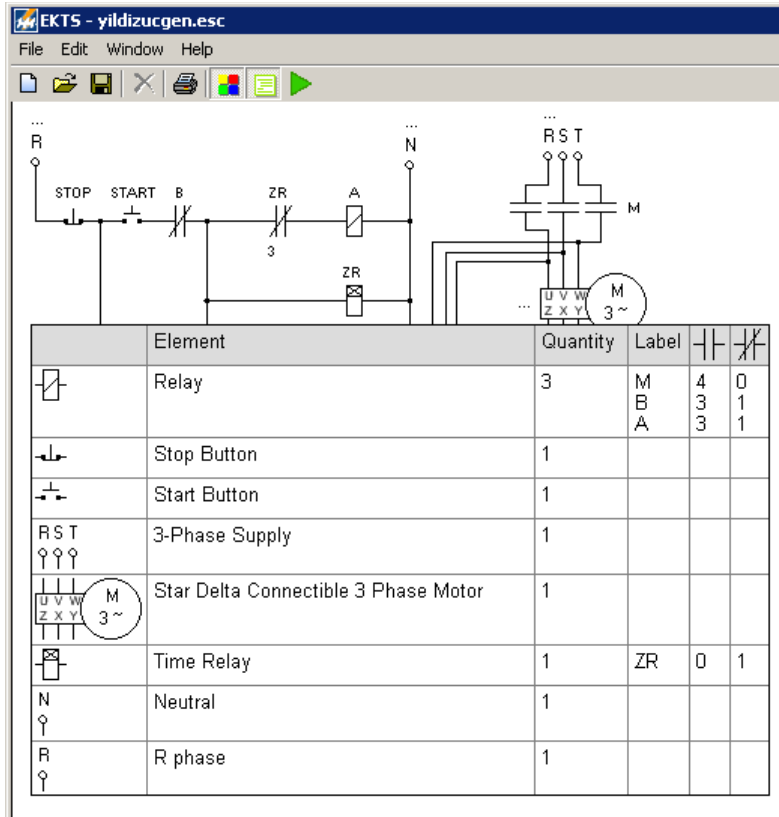 EKTS - yildizucgen.esc
File Edit Window Help
... ... ...
R N R S T
STOP START B ZR A M
3
ZR
... U V W M
Z X Y 3 ~
Element Quantity Label
Relay 3 M 4 0
B 3 1
A 3 1
Stop Button 1
Start Button 1
R S T 3-Phase Supply 1
U V W M Star Delta Connectible 3 Phase Motor 1
Z X Y 3 ~
Time Relay 1 ZR 0 1
N Neutral 1
R R phase 1